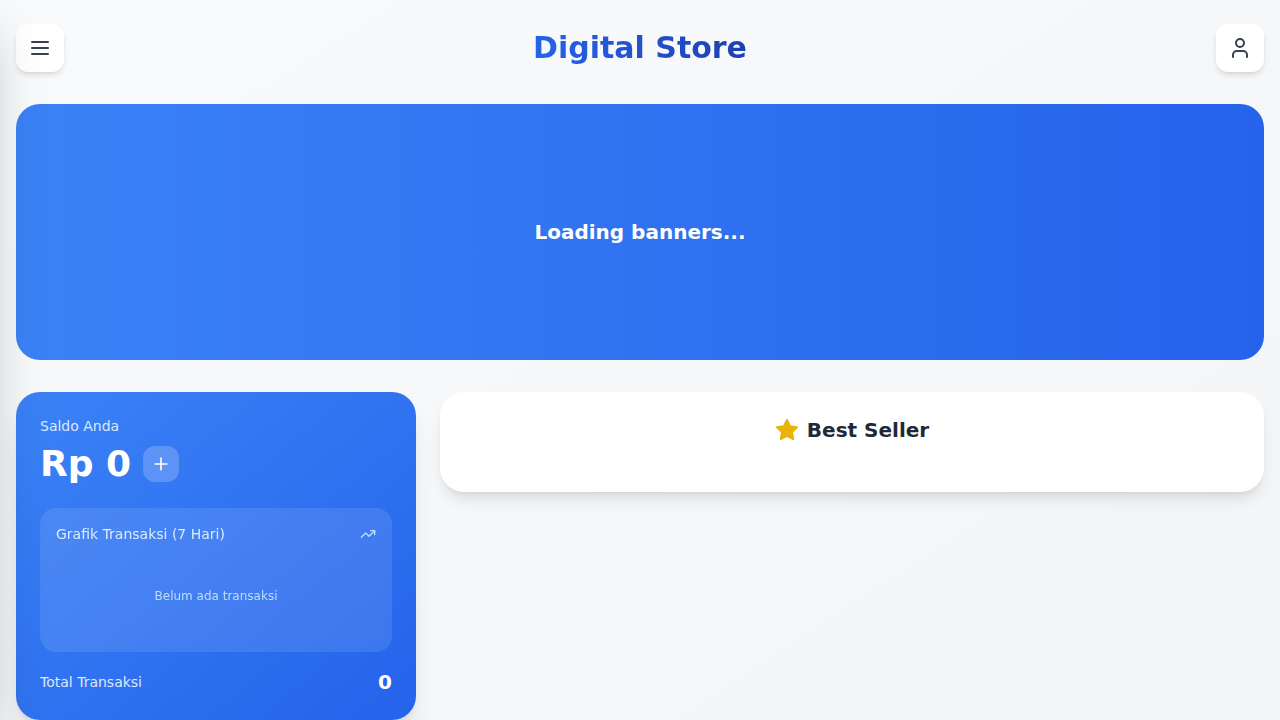 Digital Store
Loading banners...
Saldo Anda
Rp 0
Grafik Transaksi (7 Hari)
Belum ada transaksi
Total Transaksi
0
Best Seller